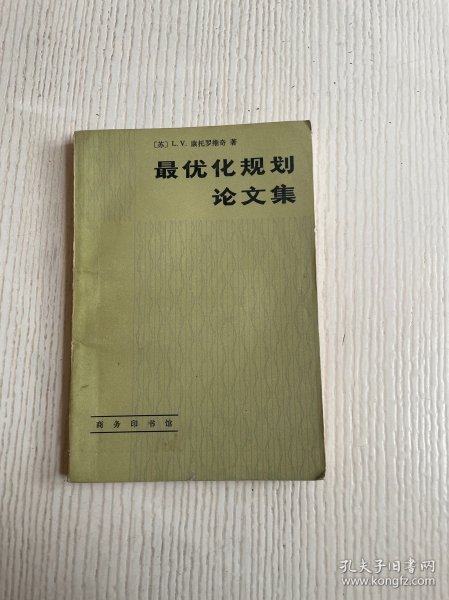 〔苏〕L. V. 康托罗维奇 著
最优化规划
论文集
商务印书馆
孔夫子旧书网
www.kongfz.com